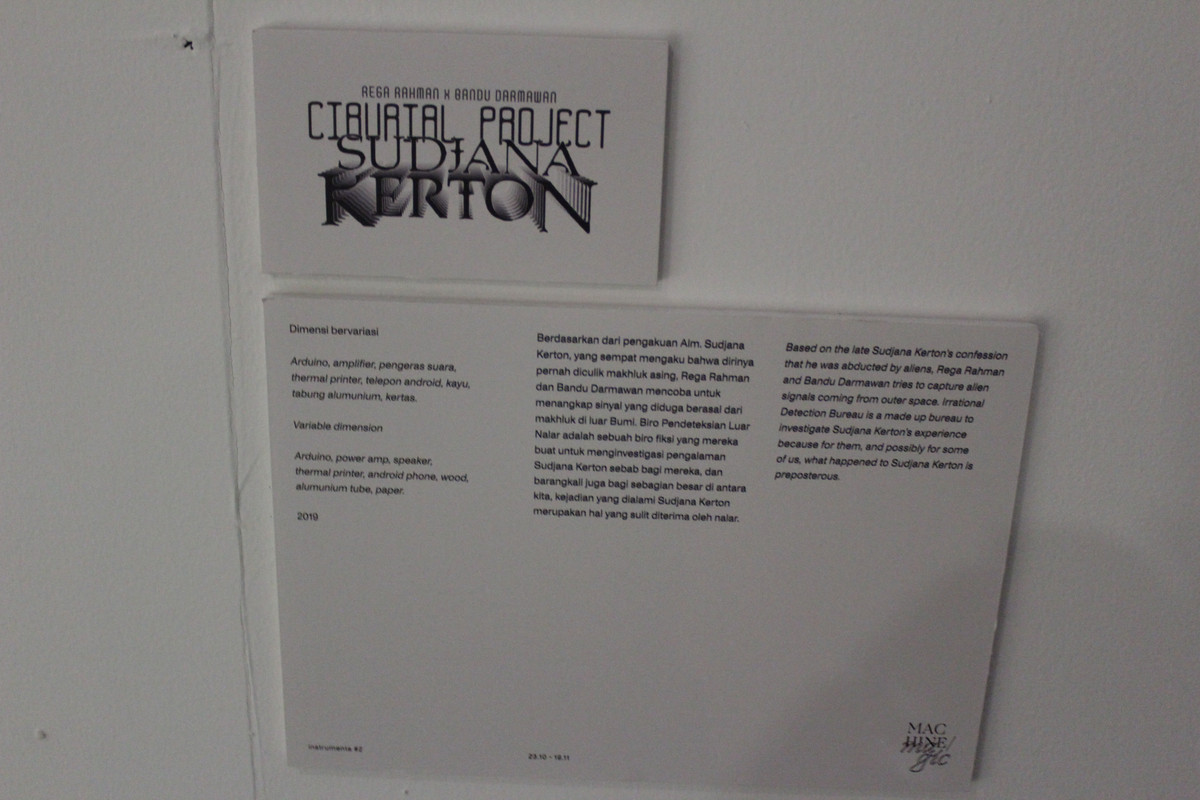 REGA RAHMAN X BANDU DARMAWAN
CIBURIAL PROJECT
SUDJANA
KERTON
Dimensi bervariasi
Arduino, amplifier, pengeras suara,
thermal printer, telepon android, kayu,
tabung alumunium, kertas.
Variable dimension
Arduino, power amp, speaker,
thermal printer, android phone, wood,
alumunium tube, paper.
2019
Berdasarkan dari pengakuan Alm. Sudjana
Kerton, yang sempat mengaku bahwa dirinya
pernah diculik makhluk asing, Rega Rahman
dan Bandu Darmawan mencoba untuk
menangkap sinyal yang diduga berasal dari
makhluk di luar Bumi. Biro Pendeteksian Luar
Nalar adalah sebuah biro fiksi yang mereka
buat untuk menginvestigasi pengalaman
Sudjana Kerton sebab bagi mereka, dan
barangkali juga bagi sebagian besar di antara
kita, kejadian yang dialami Sudjana Kerton
merupakan hal yang sulit diterima oleh nalar.
Based on the late Sudjana Kerton's confession
that he was abducted by aliens, Rega Rahman
and Bandu Darmawan tries to capture alien
signals coming from outer space. Irrational
Detection Bureau is a made up bureau to
investigate Sudjana Kerton's experience
because for them, and possibly for some
of us, what happened to Sudjana Kerton is
preposterous.
Instrumenta #2
23.10 - 19.11
MAC
HINE/
magic